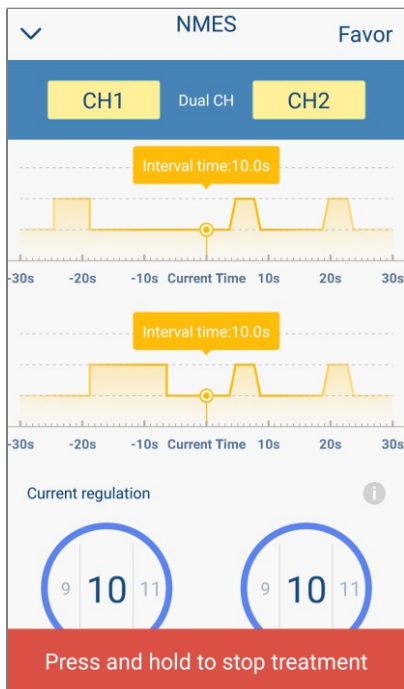 NMES
Favor
CH1 Dual CH CH2
Interval time:10.0s
-30s -20s -10s Current Time 10s 20s 30s
Interval time:10.0s
-30s -20s -10s Current Time 10s 20s 30s
Current regulation i
9 10 11 9 10 11
Press and hold to stop treatment